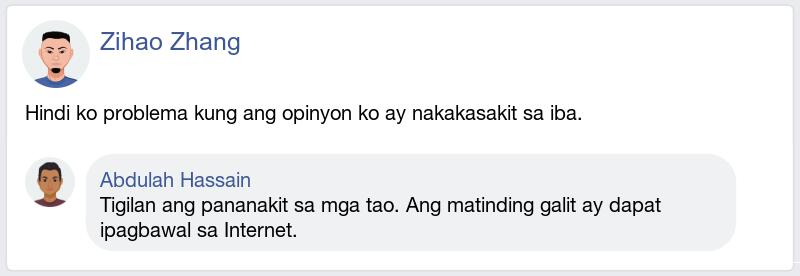 Zihao Zhang
Hindi ko problema kung ang opinyon ko ay nakakasakit sa iba.
Abdulah Hassain
Tigilan ang pananakit sa mga tao. Ang matinding galit ay dapat
ipagbawal sa Internet.